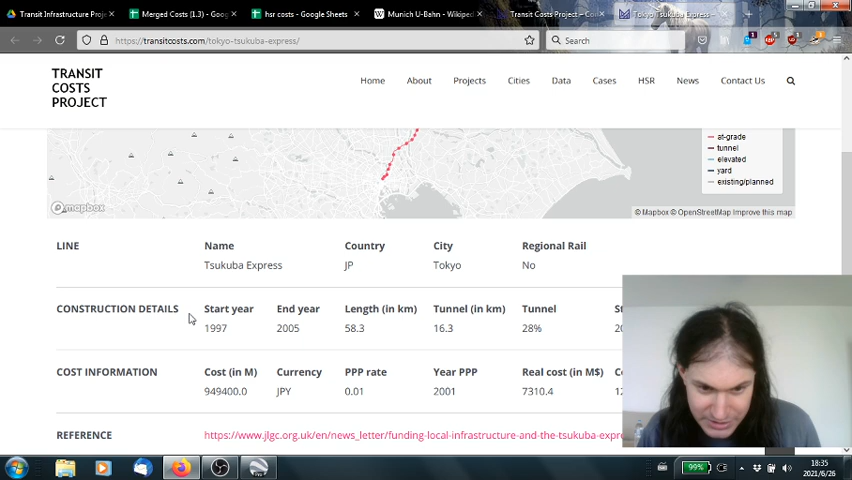 Transit Infrastructure Proj
Merged Costs (1.3) - Goog
hsr costs - Google Sheets
Munich U-Bahn - Wikiped
Transit Costs Project – Co
Tokyo Tsukuba Express –
https://transitcosts.com/tokyo-tsukuba-express/
Search
TRANSIT
COSTS
PROJECT
Home
About
Projects
Cities
Data
Cases
HSR
News
Contact Us
at-grade
tunnel
elevated
yard
existing/planned
mapbox
© Mapbox © OpenStreetMap Improve this map
LINE
Name
Country
City
Regional Rail
Tsukuba Express
JP
Tokyo
No
CONSTRUCTION DETAILS
Start year
End year
Length (in km)
Tunnel (in km)
Tunnel
1997
2005
58.3
16.3
28%
COST INFORMATION
Cost (in M)
Currency
PPP rate
Year PPP
Real cost (in M$)
949400.0
JPY
0.01
2001
7310.4
REFERENCE
https://www.jlgc.org.uk/en/news_letter/funding-local-infrastructure-and-the-tsukuba-expre
99%
18:35
2021/6/26